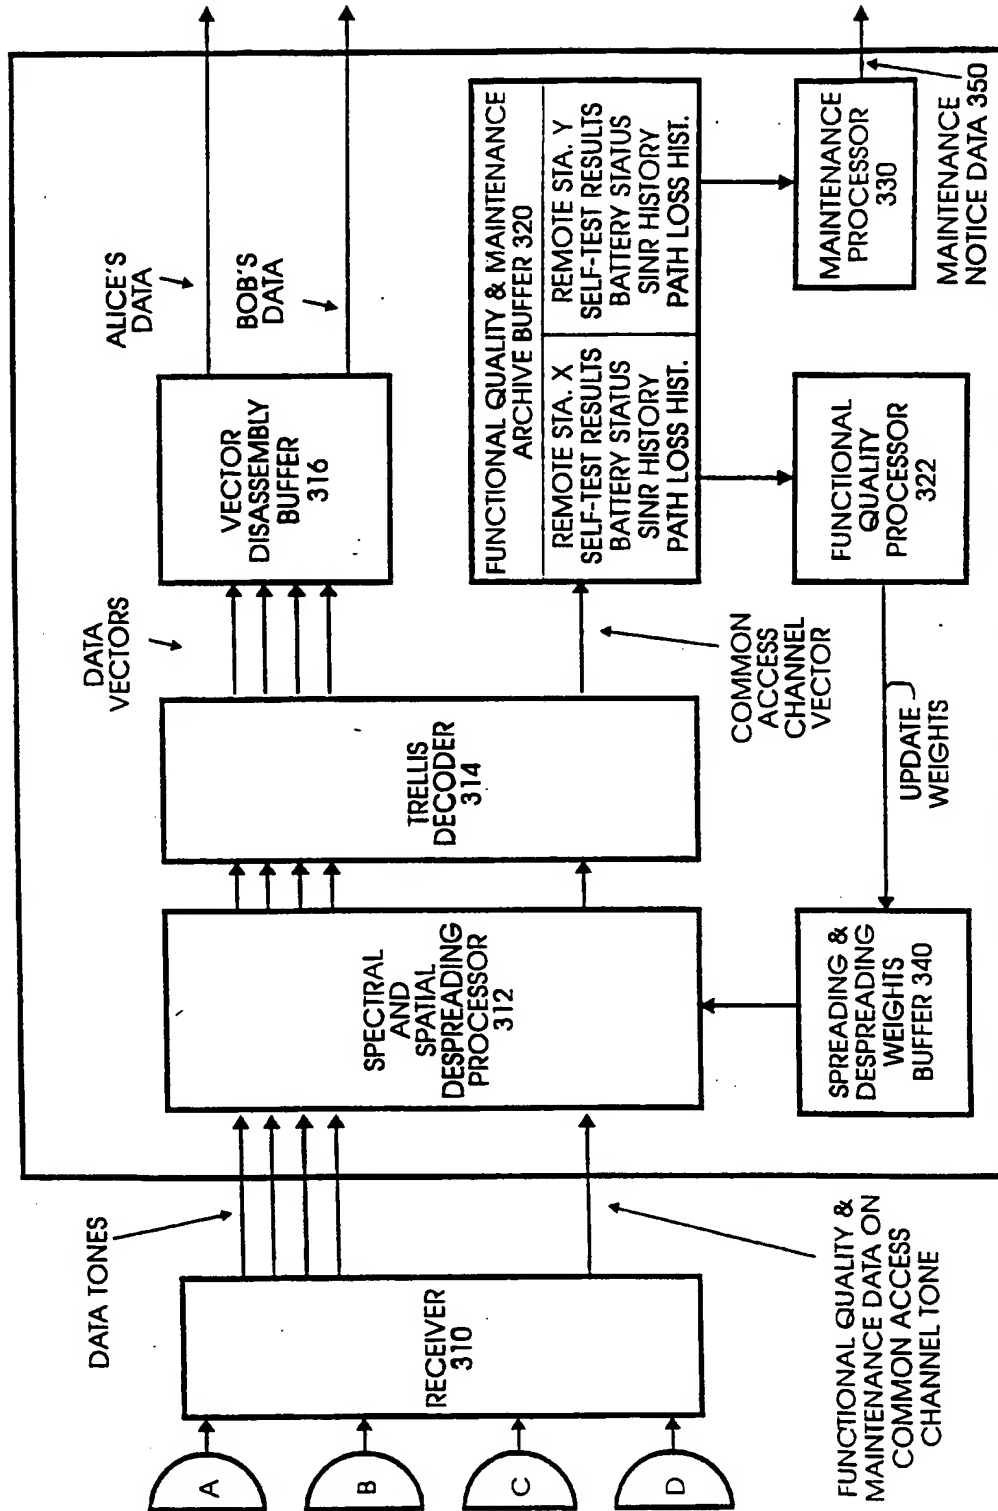 A
B
C
D
RECEIVER
310
DATA TONES
FUNCTIONAL QUALITY &
MAINTENANCE DATA ON
COMMON ACCESS
CHANNEL TONE
SPECTRAL
AND
SPATIAL
DESPREADING
PROCESSOR
312
SPREADING &
DESPREADING
WEIGHTS
BUFFER 340
TRELLIS
DECODER
314
DATA
VECTORS
COMMON
ACCESS
CHANNEL
VECTOR
UPDATE
WEIGHTS
VECTOR
DISASSEMBLY
BUFFER
316
ALICE'S
DATA
BOB'S
DATA
FUNCTIONAL QUALITY & MAINTENANCE
ARCHIVE BUFFER 320
REMOTE STA. X
SELF-TEST RESULTS
BATTERY STATUS
SINR HISTORY
PATH LOSS HIST.
REMOTE STA. Y
SELF-TEST RESULTS
BATTERY STATUS
SINR HISTORY
PATH LOSS HIST.
FUNCTIONAL
QUALITY
PROCESSOR
322
MAINTENANCE
PROCESSOR
330
MAINTENANCE
NOTICE DATA 350